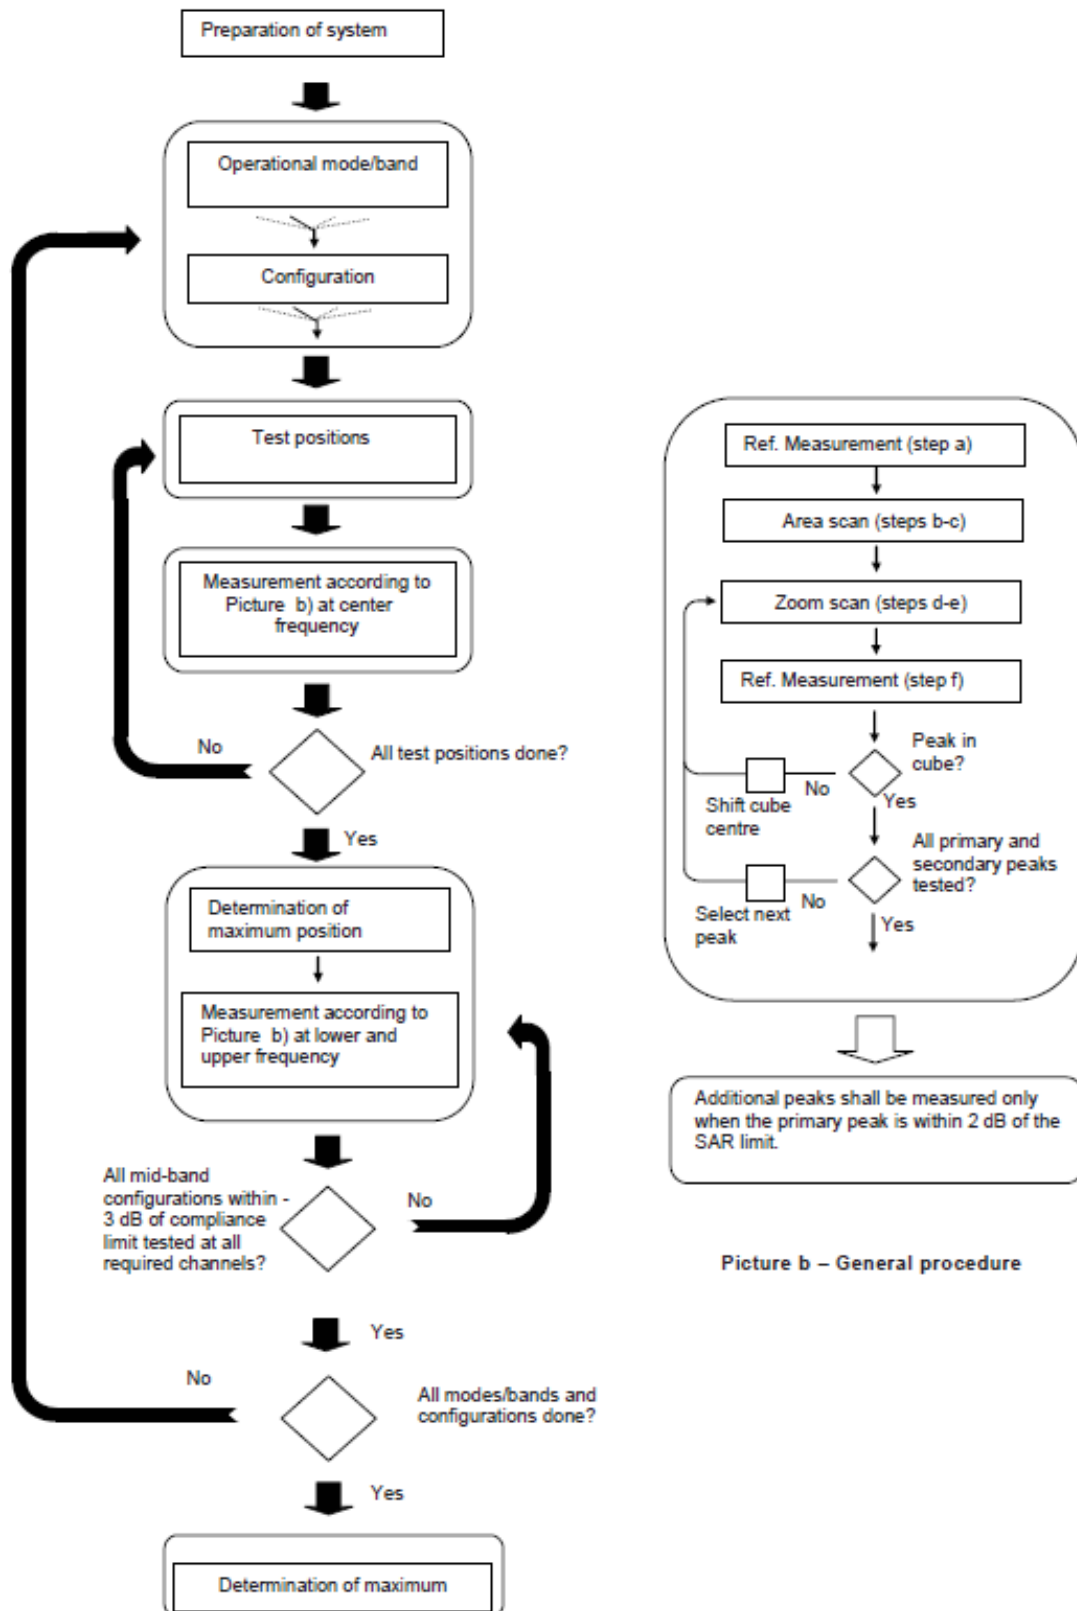 Preparation of system
Operational mode/band
Configuration
Test positions
Measurement according to
Picture b) at center
frequency
No
All test positions done?
Yes
Determination of
maximum position
Measurement according to
Picture b) at lower and
upper frequency
All mid-band
configurations within -
3 dB of compliance
limit tested at all
required channels?
No
Yes
No
All modes/bands and
configurations done?
Yes
Determination of maximum
Ref. Measurement (step a)
Area scan (steps b-c)
Zoom scan (steps d-e)
Ref. Measurement (step f)
Peak in
cube?
No
Shift cube
centre
Yes
All primary and
secondary peaks
tested?
No
Select next
peak
Yes
Additional peaks shall be measured only
when the primary peak is within 2 dB of the
SAR limit.
Picture b – General procedure